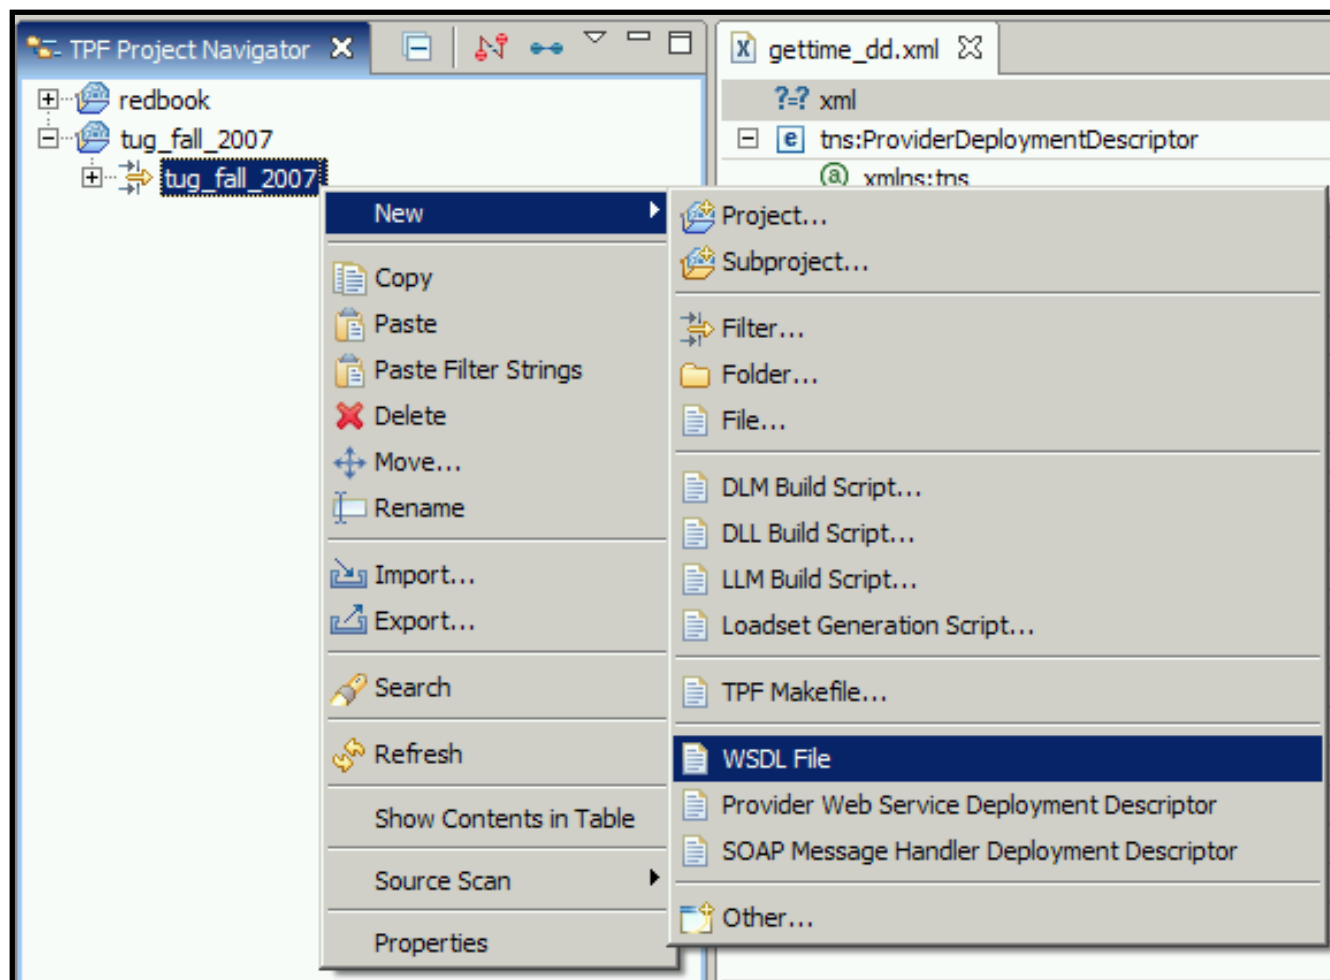 TPF Project Navigator
gettime_dd.xml
redbook
tug_fall_2007
tug_fall_2007
?=? xml
e tns:ProviderDeploymentDescriptor
a xmlns:tns
New
Copy
Paste
Paste Filter Strings
Delete
Move...
Rename
Import...
Export...
Search
Refresh
Show Contents in Table
Source Scan
Properties
Project...
Subproject...
Filter...
Folder...
File...
DLM Build Script...
DLL Build Script...
LLM Build Script...
Loadset Generation Script...
TPF Makefile...
WSDL File
Provider Web Service Deployment Descriptor
SOAP Message Handler Deployment Descriptor
Other...